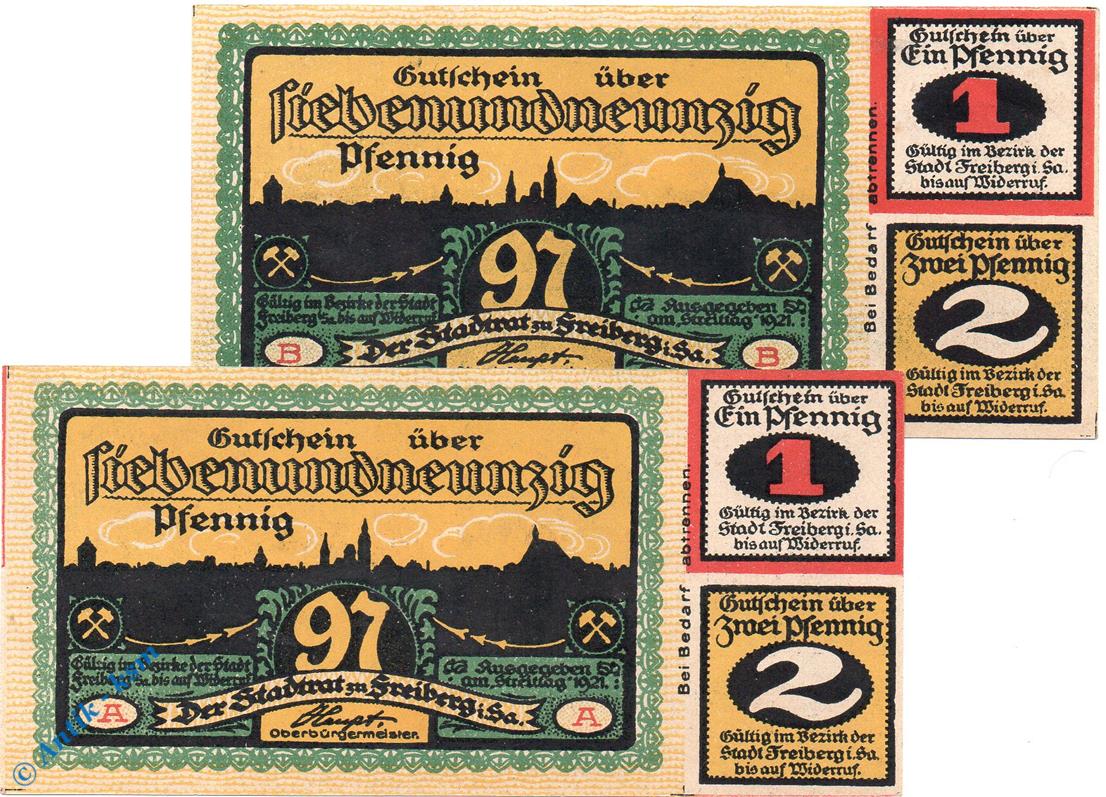 Gutschein über
siebenundneunzig
Pfennig
97
Gültig im Bezirke der Stadt
Freiberg i/Sa. bis auf Widerruf
Ausgegeben
am Streittag 1921.
Der Stadtrat zu Freiberg i. Sa.
B
B
Haupt
Bei Bedarf abtrennen.
Gutschein über
Ein Pfennig
1
Gültig im Bezirk der
Stadt Freiberg i. Sa.
bis auf Widerruf.
Gutschein über
Zwei Pfennig
2
Gültig im Bezirk der
Stadt Freiberg i. Sa.
bis auf Widerruf.
Gutschein über
siebenundneunzig
Pfennig
97
Gültig im Bezirke der Stadt
Freiberg i/Sa. bis auf Widerruf
Ausgegeben
am Streittag 1921.
Der Stadtrat zu Freiberg i. Sa.
A
A
Haupt
Oberbürgermeister.
Bei Bedarf abtrennen.
Gutschein über
Ein Pfennig
1
Gültig im Bezirk der
Stadt Freiberg i. Sa.
bis auf Widerruf.
Gutschein über
Zwei Pfennig
2
Gültig im Bezirk der
Stadt Freiberg i. Sa.
bis auf Widerruf.